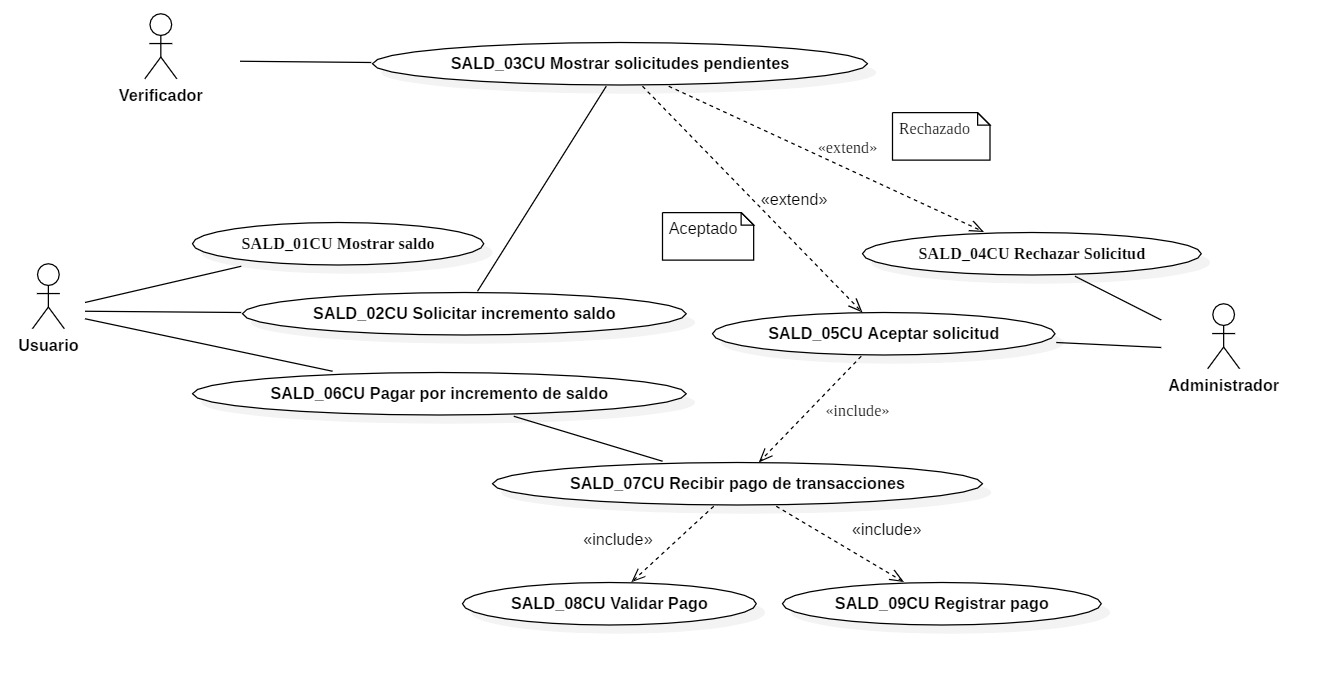 SALD_03CU Mostrar solicitudes pendientes
Verificador
Rechazado
«extend»
«extend»
Aceptado
SALD_01CU Mostrar saldo
SALD_04CU Rechazar Solicitud
SALD_02CU Solicitar incremento saldo
SALD_05CU Aceptar solicitud
Usuario
Administrador
SALD_06CU Pagar por incremento de saldo
«include»
SALD_07CU Recibir pago de transacciones
«include»
«include»
SALD_08CU Validar Pago
SALD_09CU Registrar pago